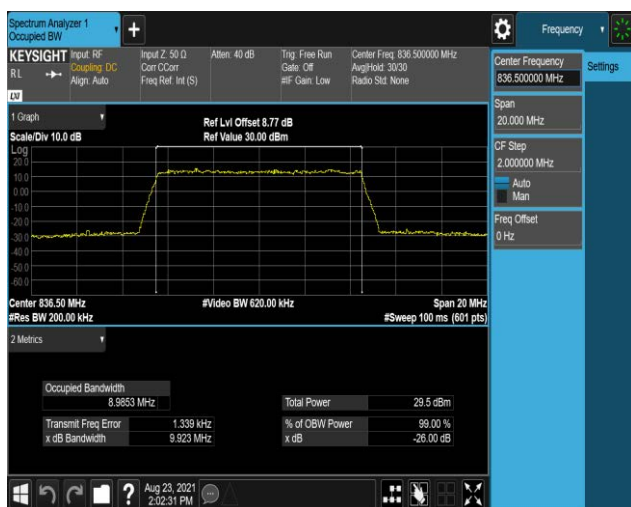 Spectrum Analyzer 1
Occupied BW
+
Frequency
KEYSIGHT
RL
LXI
Input: RF
Coupling: DC
Align: Auto
Input Z: 50 Ω
Corr CCorr
Freq Ref: Int (S)
Atten: 40 dB
Trig: Free Run
Gate: Off
#IF Gain: Low
Center Freq: 836.500000 MHz
Avg|Hold: 30/30
Radio Std: None
Center Frequency
836.500000 MHz
Settings
Span
20.000 MHz
CF Step
2.000000 MHz
Auto
Man
Freq Offset
0 Hz
1 Graph
Scale/Div 10.0 dB
Ref Lvl Offset 8.77 dB
Ref Value 30.00 dBm
Log
20.0
10.0
0.00
-10.0
-20.0
-30.0
-40.0
-50.0
-60.0
Center 836.50 MHz
#Video BW 620.00 kHz
Span 20 MHz
#Res BW 200.00 kHz
#Sweep 100 ms (601 pts)
2 Metrics
Occupied Bandwidth
8.9853 MHz
Total Power 29.5 dBm
Transmit Freq Error 1.339 kHz
% of OBW Power 99.00 %
x dB Bandwidth 9.923 MHz
x dB -26.00 dB
?
Aug 23, 2021
2:02:31 PM